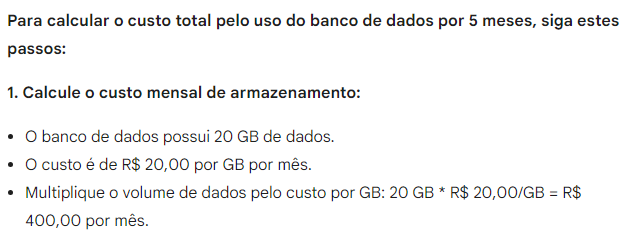 Para calcular o custo total pelo uso do banco de dados por 5 meses, siga estes
passos:
1. Calcule o custo mensal de armazenamento:
• O banco de dados possui 20 GB de dados.
• O custo é de R$ 20,00 por GB por mês.
• Multiplique o volume de dados pelo custo por GB: 20 GB * R$ 20,00/GB = R$
400,00 por mês.